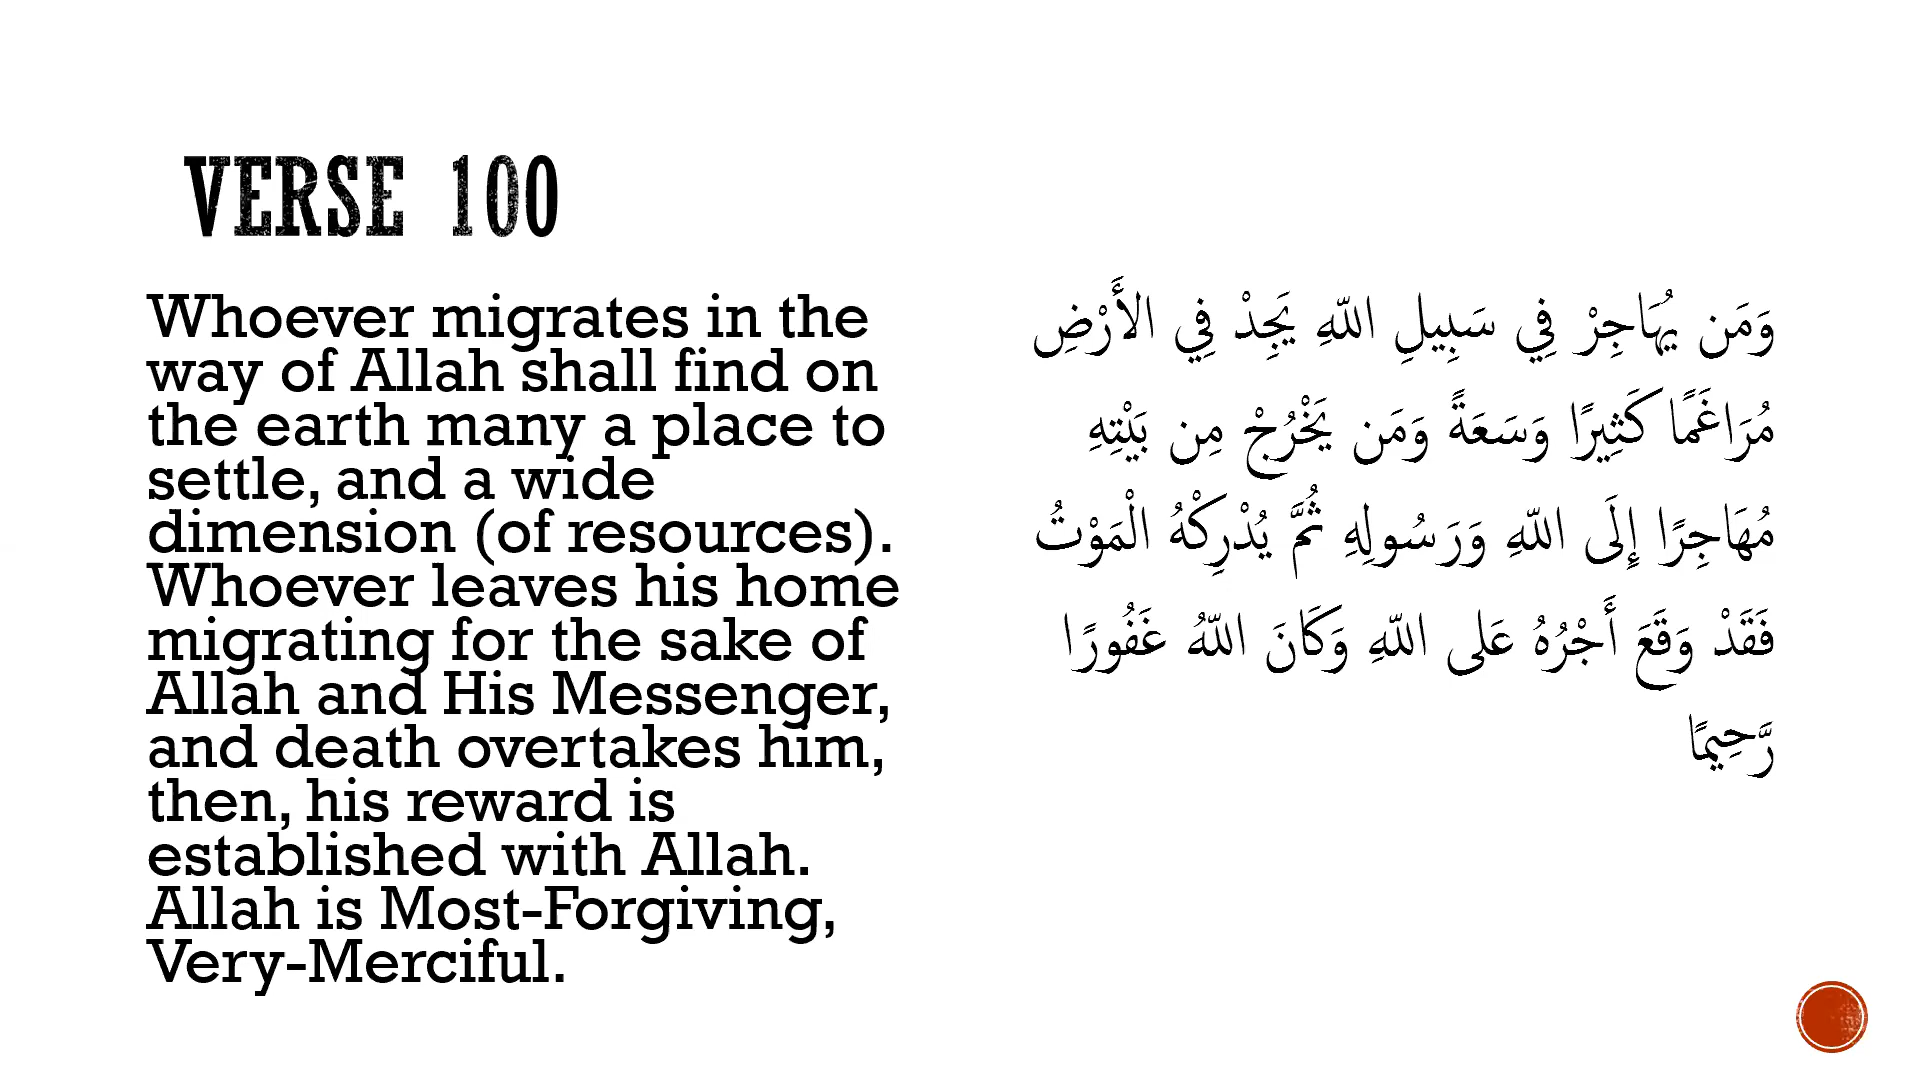 VERSE 100
Whoever migrates in the
way of Allah shall find on
the earth many a place to
settle, and a wide
dimension (of resources).
Whoever leaves his home
migrating for the sake of
Allah and His Messenger,
and death overtakes him,
then, his reward is
established with Allah.
Allah is Most-Forgiving,
Very-Merciful.
وَمَن يُهَاجِرْ فِي سَبِيلِ اللّهِ يَجِدْ فِي الأَرْضِ
مُرَاغَمًا كَثِيرًا وَسَعَةً وَمَن يَخْرُجْ مِن بَيْتِهِ
مُهَاجِرًا إِلَى اللّهِ وَرَسُولِهِ ثُمَّ يُدْرِكْهُ الْمَوْتُ
فَقَدْ وَقَعَ أَجْرُهُ عَلى اللّهِ وَكَانَ اللّهُ غَفُورًا
رَّحِيمًا